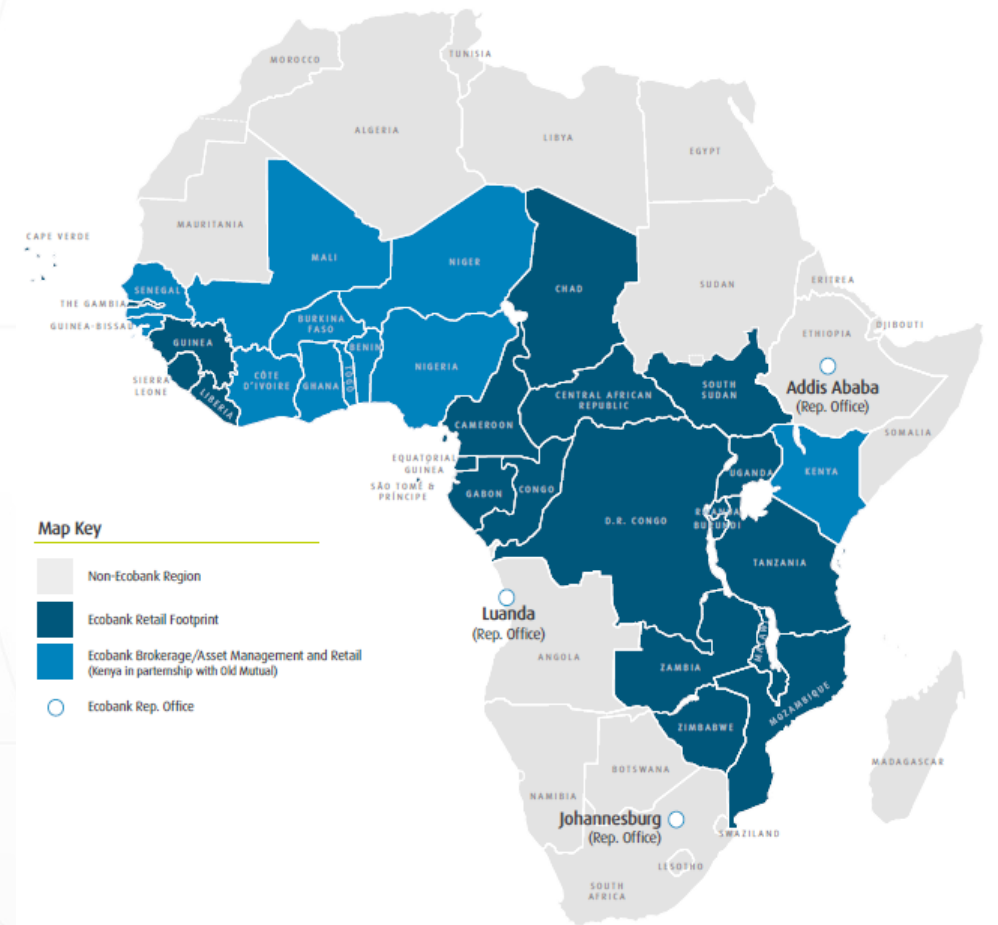 MOROCCO
TUNISIA
ALGERIA
LIBYA
EGYPT
MAURITANIA
CAPE VERDE
MALI
NIGER
CHAD
SUDAN
ERITREA
SENEGAL
THE GAMBIA
GUINEA-BISSAU
BURKINA
FASO
ETHIOPIA
DJIBOUTI
GUINEA
BENIN
NIGERIA
Addis Ababa
(Rep. Office)
SIERRA
LEONE
LIBERIA
CÔTE
D'IVOIRE
GHANA
TOGO
CENTRAL AFRICAN
REPUBLIC
SOUTH
SUDAN
CAMEROON
SOMALIA
EQUATORIAL
GUINEA
SÃO TOMÉ &
PRÍNCIPE
GABON
CONGO
UGANDA
KENYA
D.R. CONGO
RWANDA
BURUNDI
TANZANIA
Map Key
Non-Ecobank Region
Ecobank Retail Footprint
Ecobank Brokerage/Asset Management and Retail
(Kenya in parternship with Old Mutual)
Ecobank Rep. Office
Luanda
(Rep. Office)
ANGOLA
ZAMBIA
MALAWI
MOZAMBIQUE
ZIMBABWE
MADAGASCAR
BOTSWANA
NAMIBIA
Johannesburg
(Rep. Office)
SWAZILAND
LESOTHO
SOUTH
AFRICA